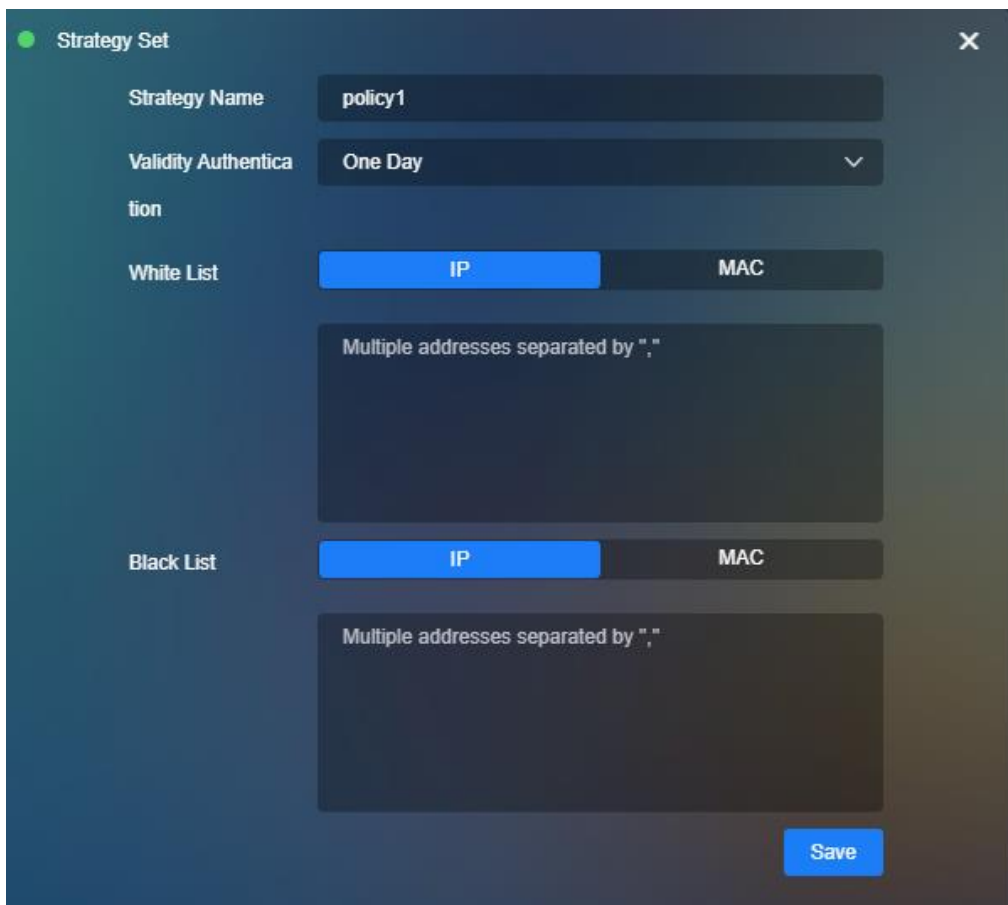 Strategy Set
Strategy Name policy1
Validity Authentica One Day
tion
White List IP MAC
Multiple addresses separated by ","
Black List IP MAC
Multiple addresses separated by ","
Save